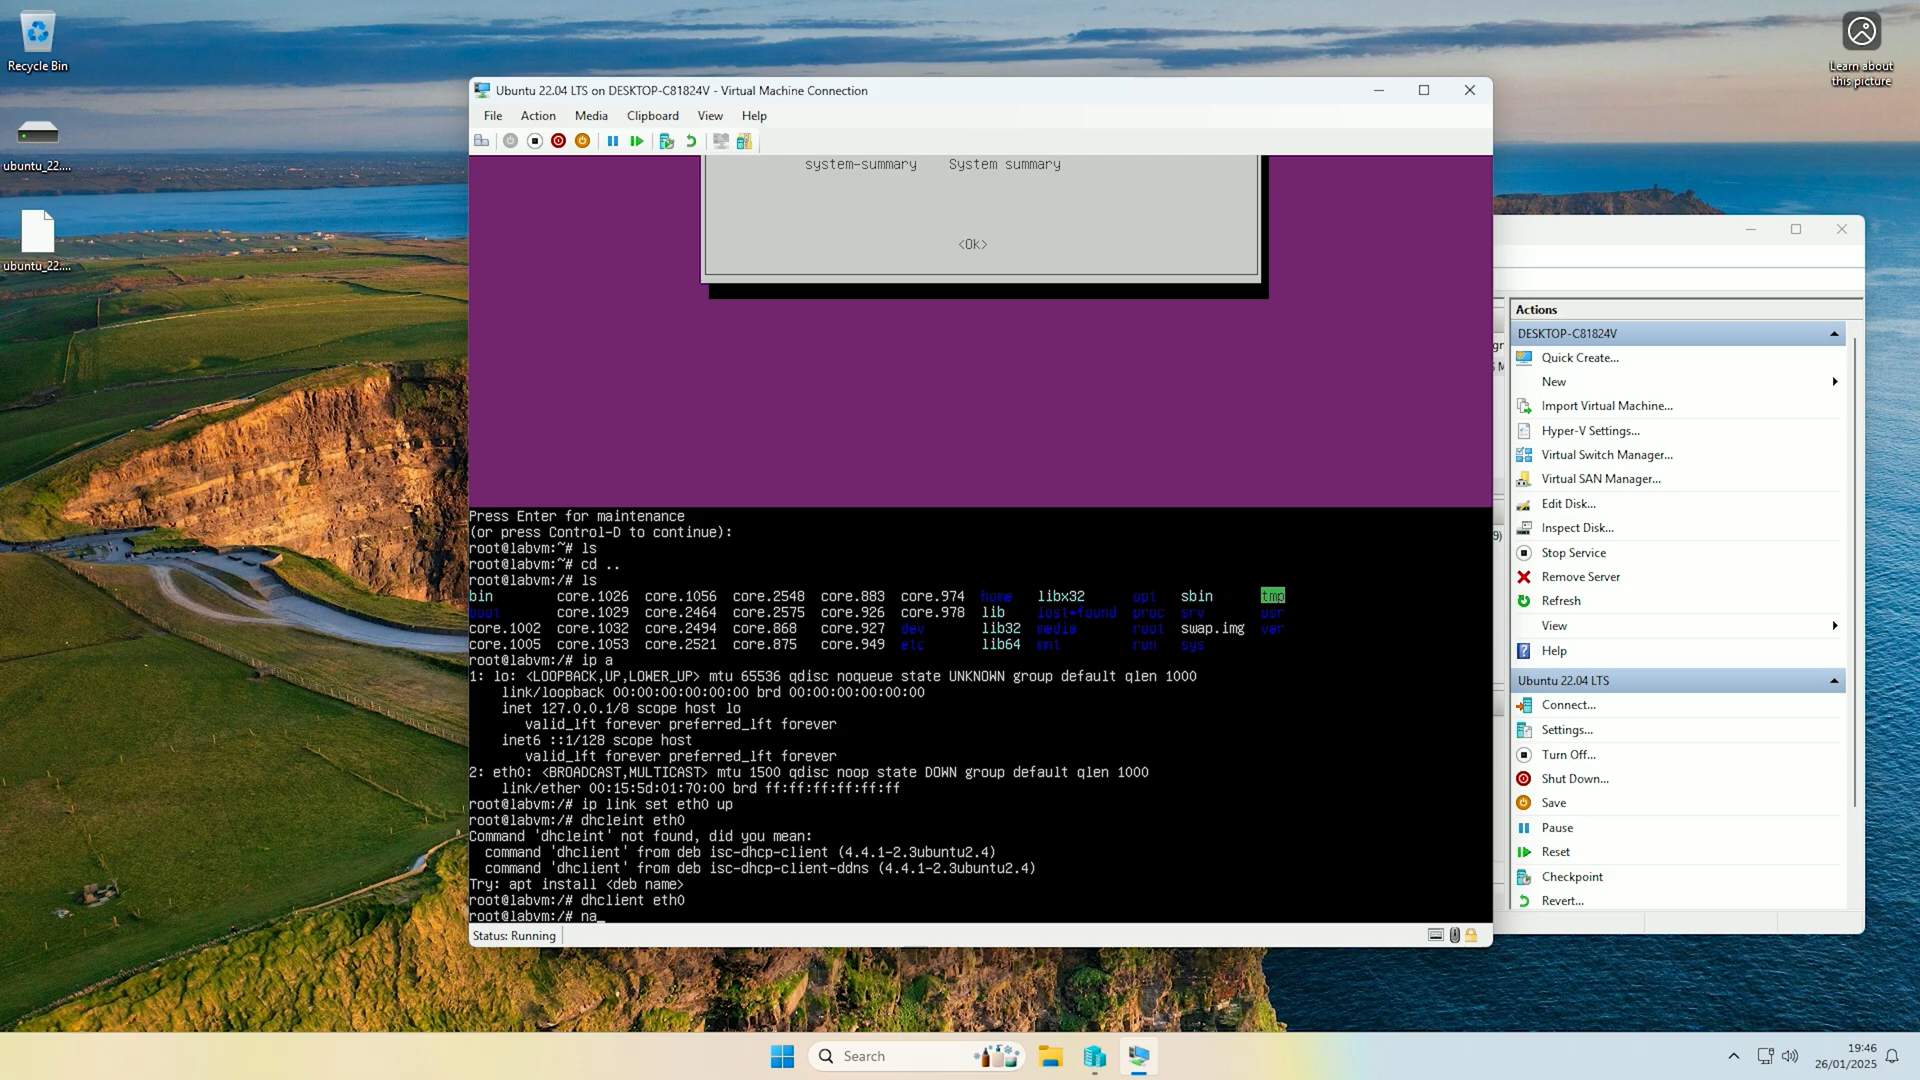 Recycle Bin
ubuntu_22....
ubuntu_22....
Learn about
this picture
Ubuntu 22.04 LTS on DESKTOP-C81824V - Virtual Machine Connection
File Action Media Clipboard View Help
system-summary System summary
<Ok>
Press Enter for maintenance
(or press Control-D to continue):
root@labvm:~# ls
root@labvm:~# cd ..
root@labvm:/# ls
bin core.1026 core.1056 core.2548 core.883 core.974 home libx32 opt sbin tmp
boot core.1029 core.2464 core.2575 core.926 core.978 lib lost+found proc srv usr
core.1002 core.1032 core.2494 core.868 core.927 dev lib32 media root swap.img var
core.1005 core.1053 core.2521 core.875 core.949 etc lib64 mnt run sys
root@labvm:/# ip a
1: lo: <LOOPBACK,UP,LOWER_UP> mtu 65536 qdisc noqueue state UNKNOWN group default qlen 1000
link/loopback 00:00:00:00:00:00 brd 00:00:00:00:00:00
inet 127.0.0.1/8 scope host lo
valid_lft forever preferred_lft forever
inet6 ::1/128 scope host
valid_lft forever preferred_lft forever
2: eth0: <BROADCAST,MULTICAST> mtu 1500 qdisc noop state DOWN group default qlen 1000
link/ether 00:15:5d:01:70:00 brd ff:ff:ff:ff:ff:ff
root@labvm:/# ip link set eth0 up
root@labvm:/# dhcleint eth0
Command 'dhcleint' not found, did you mean:
command 'dhclient' from deb isc-dhcp-client (4.4.1-2.3ubuntu2.4)
command 'dhclient' from deb isc-dhcp-client-ddns (4.4.1-2.3ubuntu2.4)
Try: apt install <deb name>
root@labvm:/# dhclient eth0
root@labvm:/# na_
Status: Running
Actions
DESKTOP-C81824V
Quick Create...
New
Import Virtual Machine...
Hyper-V Settings...
Virtual Switch Manager...
Virtual SAN Manager...
Edit Disk...
Inspect Disk...
Stop Service
Remove Server
Refresh
View
Help
Ubuntu 22.04 LTS
Connect...
Settings...
Turn Off...
Shut Down...
Save
Pause
Reset
Checkpoint
Revert...
Search
19:46
26/01/2025